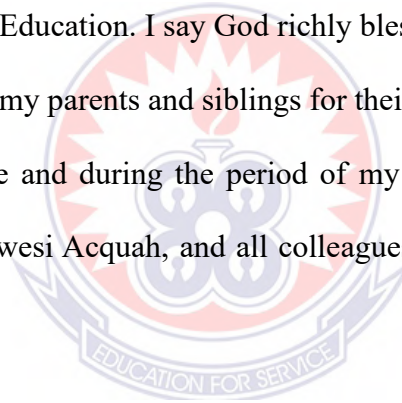 Education. I say God richly bles
my parents and siblings for thei
e and during the period of my
wesi Acquah, and all colleague
EDUCATION FOR SERVICE